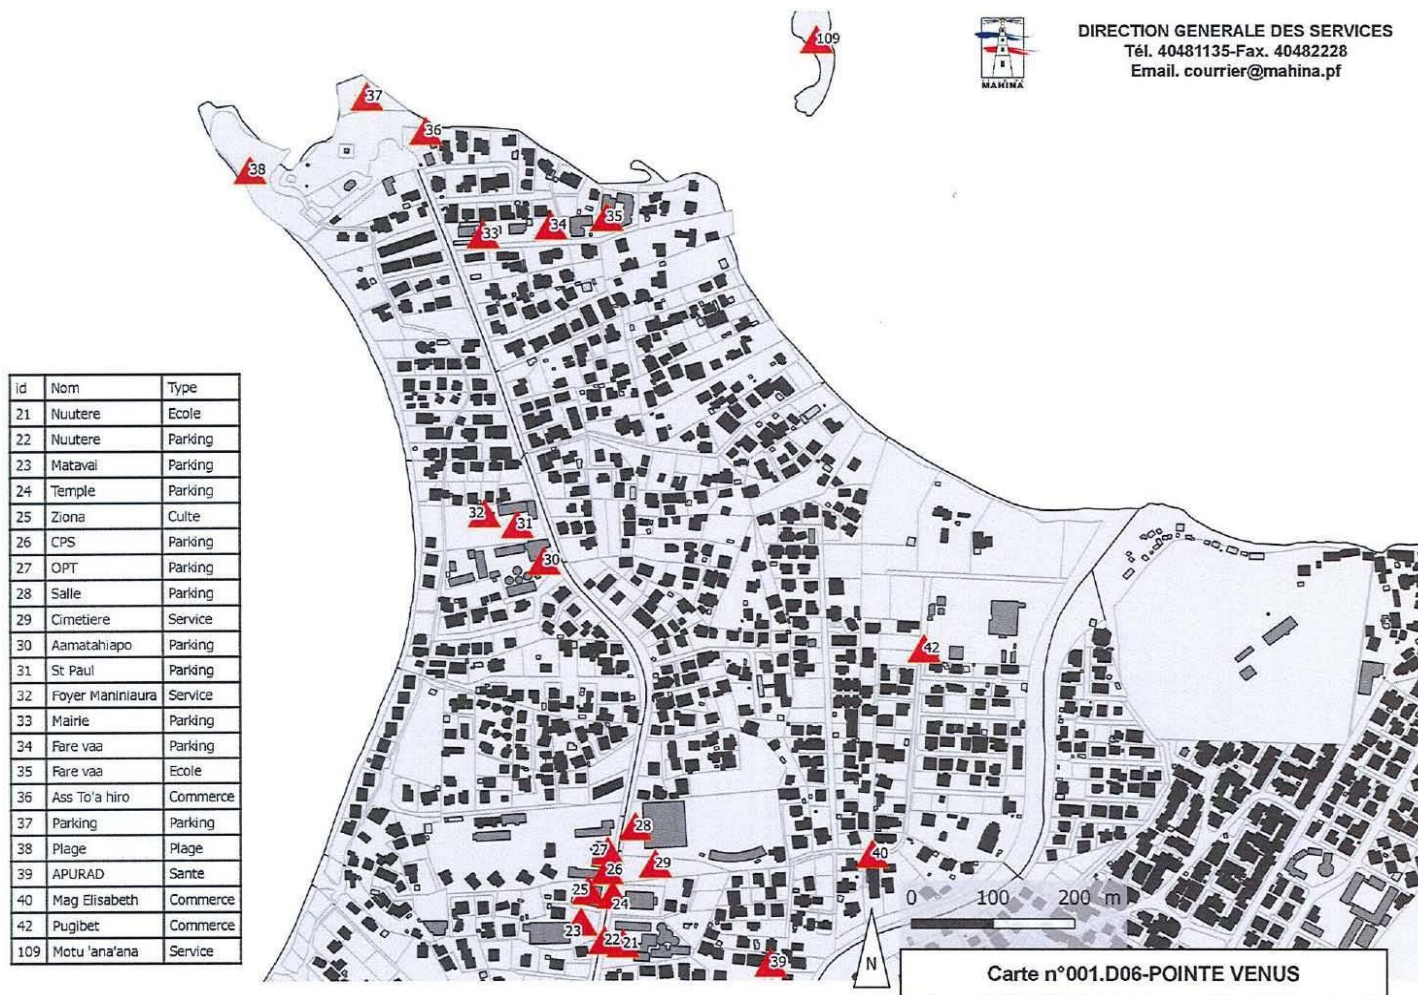 DIRECTION GENERALE DES SERVICES
Tél. 40481135-Fax. 40482228
Email. courrier@mahina.pf
MAHINA
109
37
36
38
35
34
33
id Nom Type
21 Nuutere Ecole
22 Nuutere Parking
23 Mataval Parking
24 Temple Parking
25 Ziona Culte
26 CPS Parking
27 OPT Parking
28 Salle Parking
29 Cimetiere Service
30 Aamatahiapo Parking
31 St Paul Parking
32 Foyer Maniniaura Service
33 Mairie Parking
34 Fare vaa Parking
35 Fare vaa Ecole
36 Ass To'a hiro Commerce
37 Parking Parking
38 Plage Plage
39 APURAD Sante
40 Mag Elisabeth Commerce
42 Pugibet Commerce
109 Motu 'ana'ana Service
32
31
30
42
28
27
40
26
29
25
24
23
22
21
39
0 100 200 m
N
Carte n°001.D06-POINTE VENUS